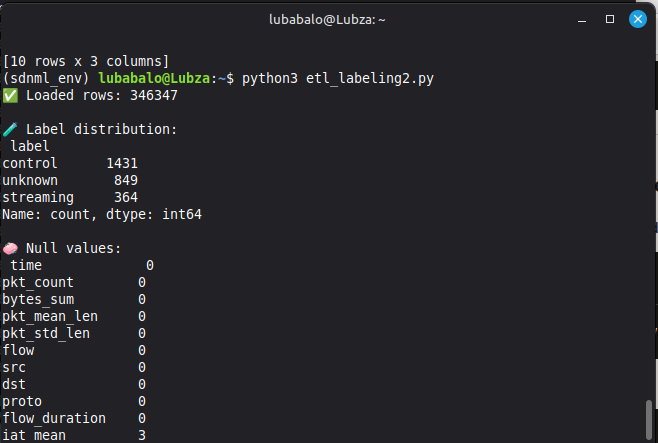 lubabalo@Lubza: ~
[10 rows x 3 columns]
(sdnml_env) lubabalo@Lubza:~$ python3 etl_labeling2.py
✅ Loaded rows: 346347
🧪 Label distribution:
label
control      1431
unknown       849
streaming     364
Name: count, dtype: int64
🧼 Null values:
time             0
pkt_count        0
bytes_sum        0
pkt_mean_len     0
pkt_std_len      0
flow             0
src              0
dst              0
proto            0
flow_duration    0
iat_mean         3